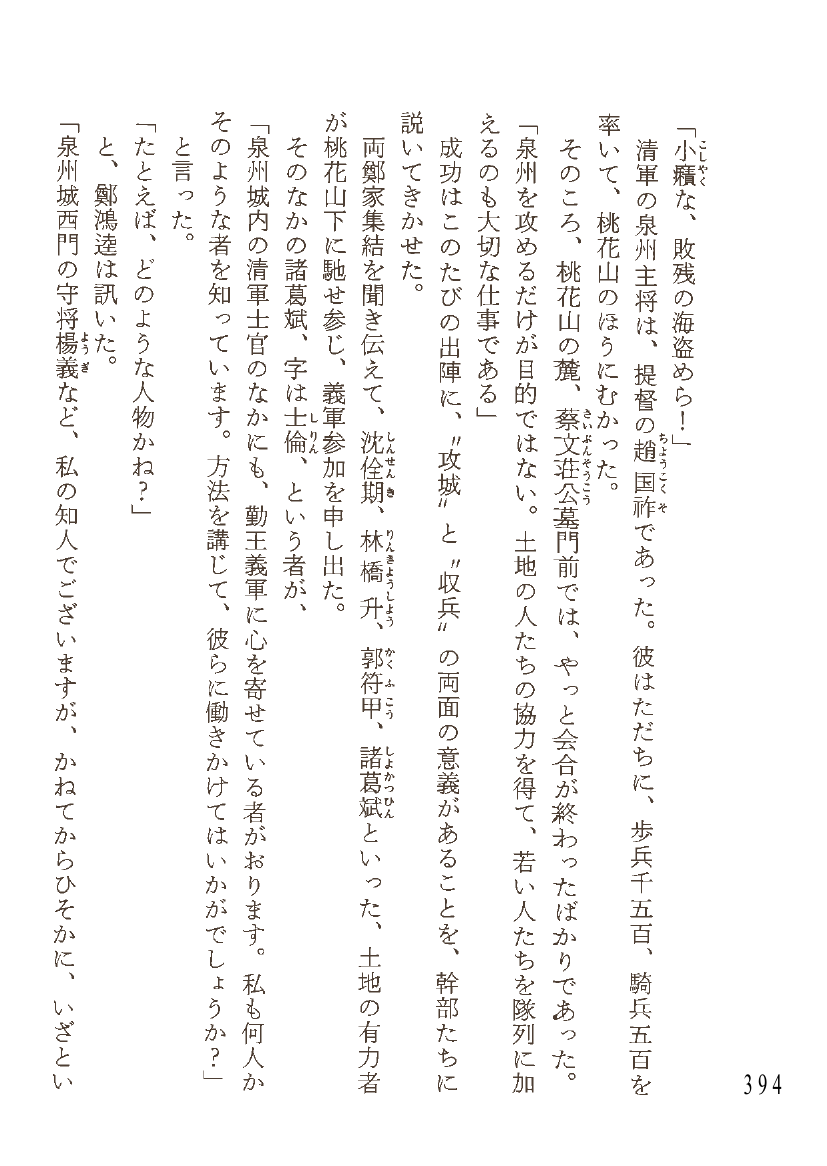 「小癪な、敗残の海盗めら！」
清軍の泉州主将は、提督の趙国祚であった。彼はただちに、歩兵千五百、騎兵五百を
率いて、桃花山のほうにむかった。
そのころ、桃花山の麓、蔡文荘公墓門前では、やっと会合が終わったばかりであった。
「泉州を攻めるだけが目的ではない。土地の人たちの協力を得て、若い人たちを隊列に加
えるのも大切な仕事である」
成功はこのたびの出陣に、〝攻城〟と〝収兵〟の両面の意義があることを、幹部たちに
説いてきかせた。
両鄭家集結を聞き伝えて、沈佺期、林橋升、郭符甲、諸葛斌といった、土地の有力者
が桃花山下に馳せ参じ、義軍参加を申し出た。
そのなかの諸葛斌、字は士倫、という者が、
「泉州城内の清軍士官のなかにも、勤王義軍に心を寄せている者がおります。私も何人か
そのような者を知っています。方法を講じて、彼らに働きかけてはいかがでしょうか？」
と言った。
「たとえば、どのような人物かね？」
と、鄭鴻逵は訊いた。
「泉州城西門の守将楊義など、私の知人でございますが、かねてからひそかに、いざとい
394